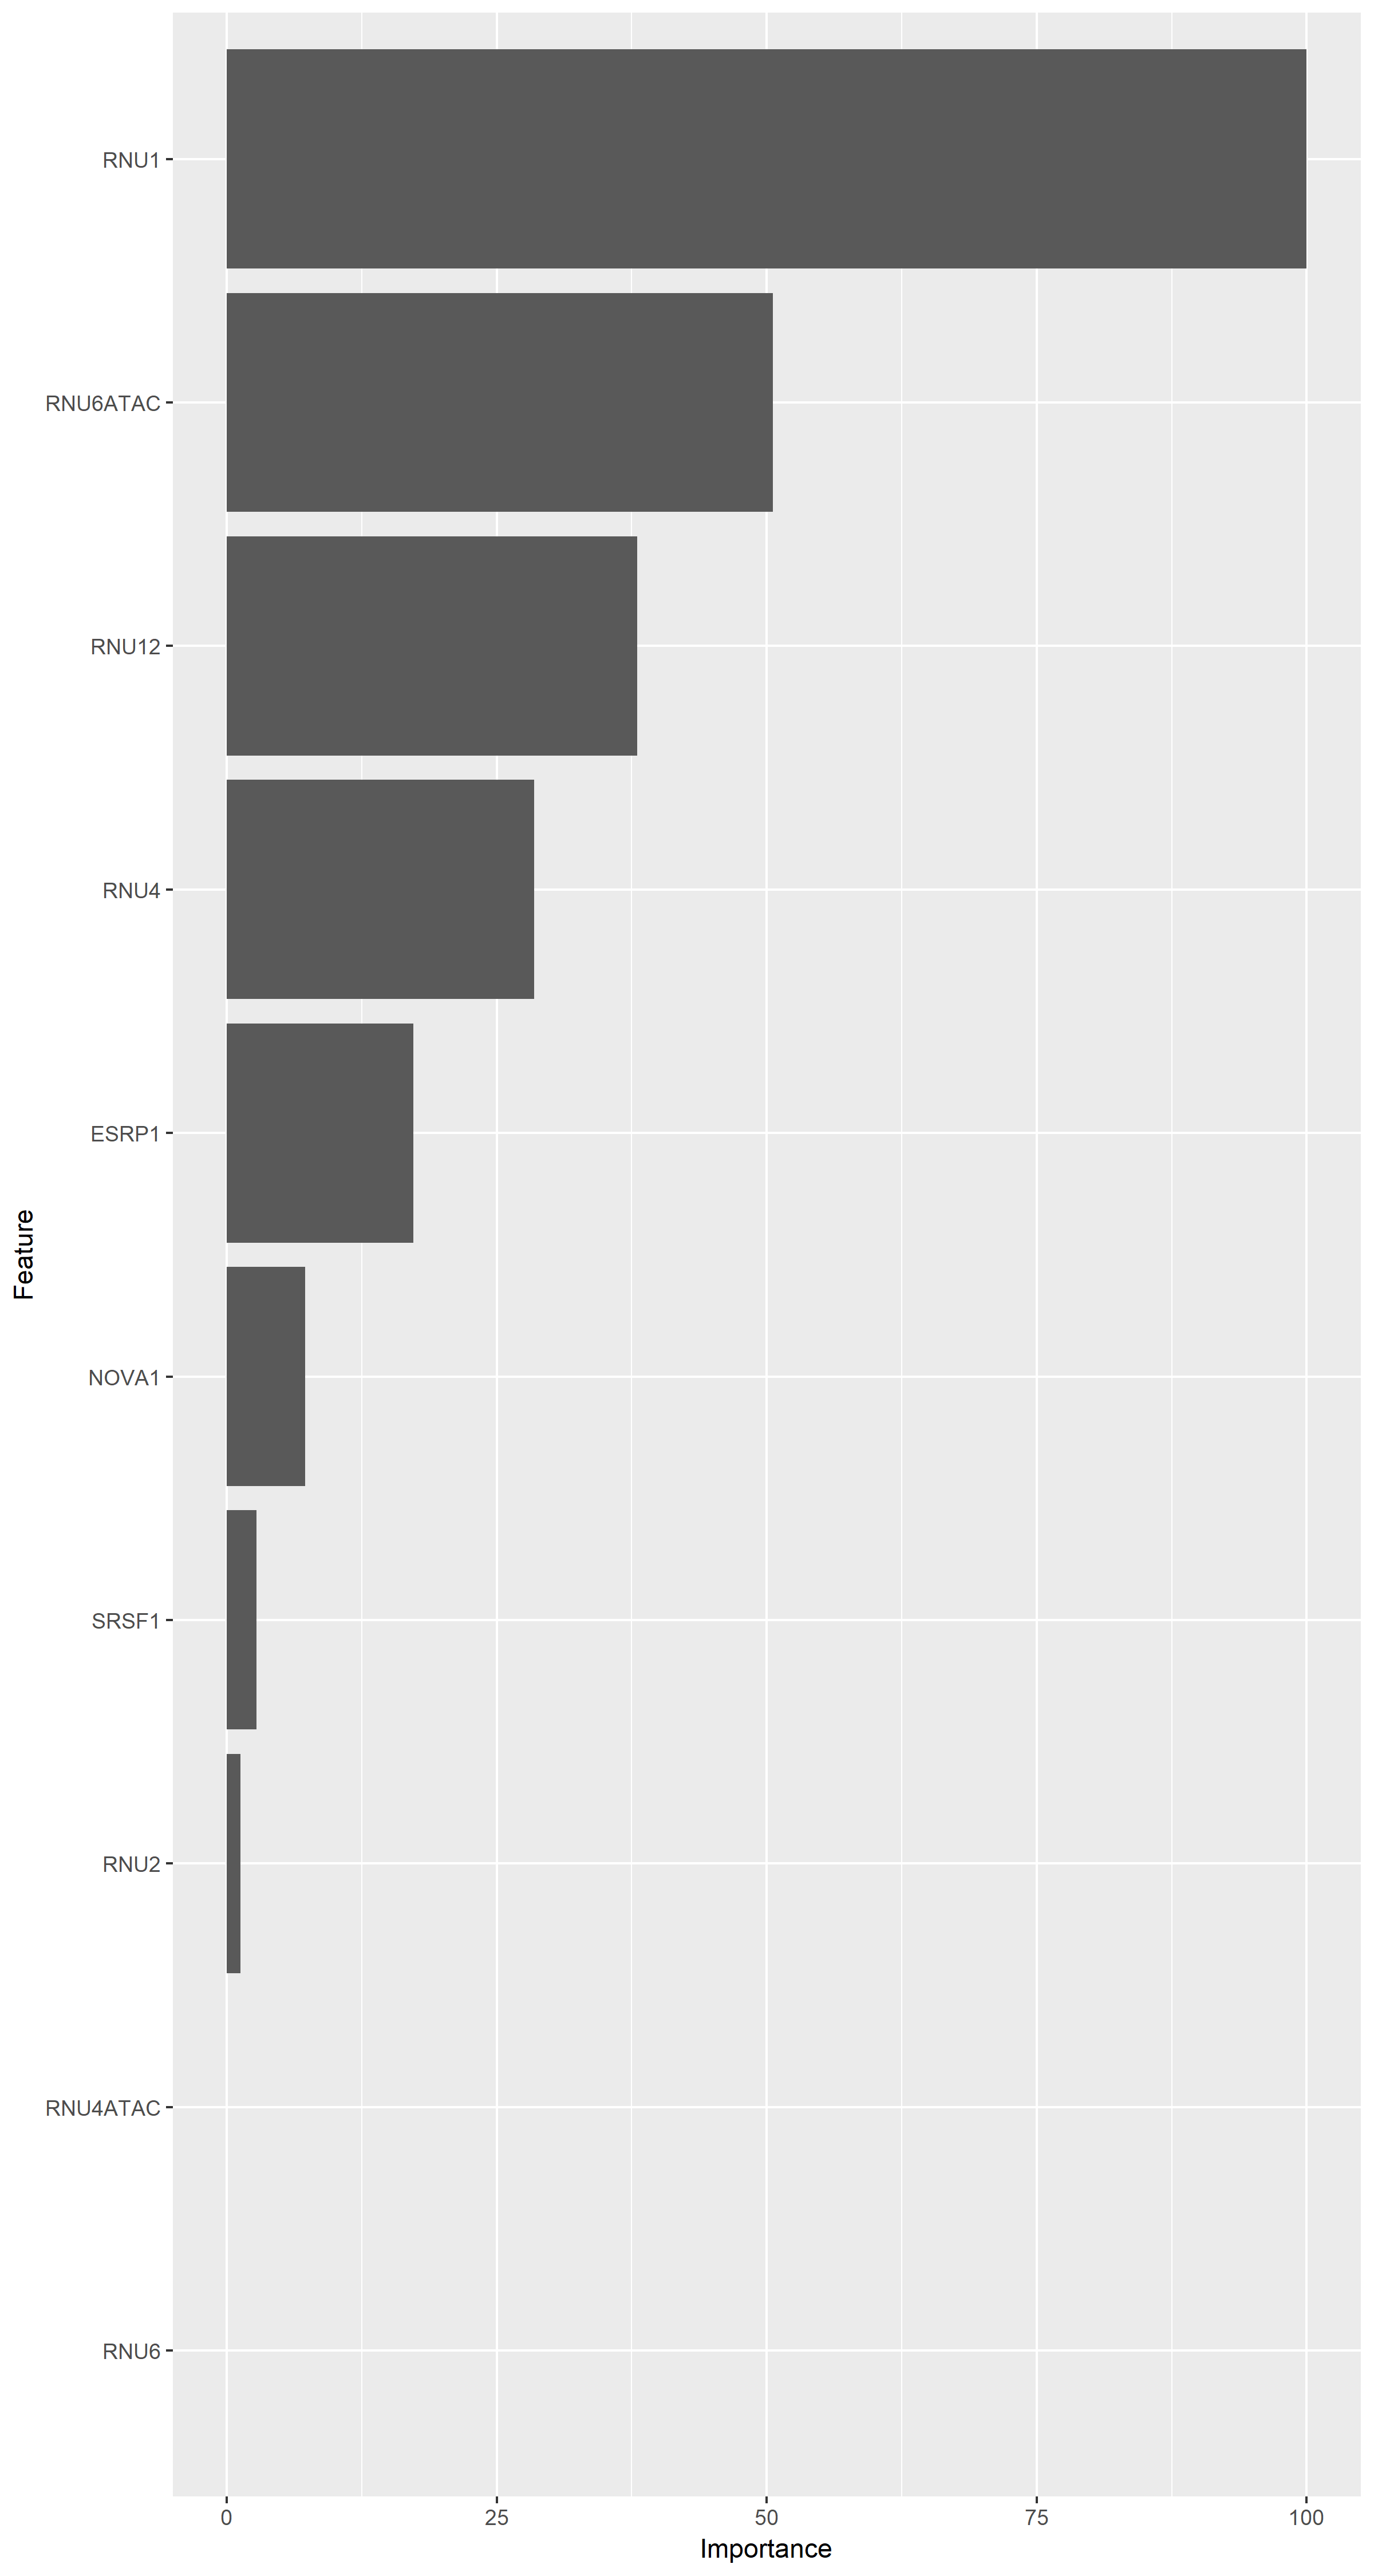 RNU1
RNU6ATAC
RNU12
RNU4
ESRP1
NOVA1
SRSF1
RNU2
RNU4ATAC
RNU6
Feature
0 25 50 75 100
Importance